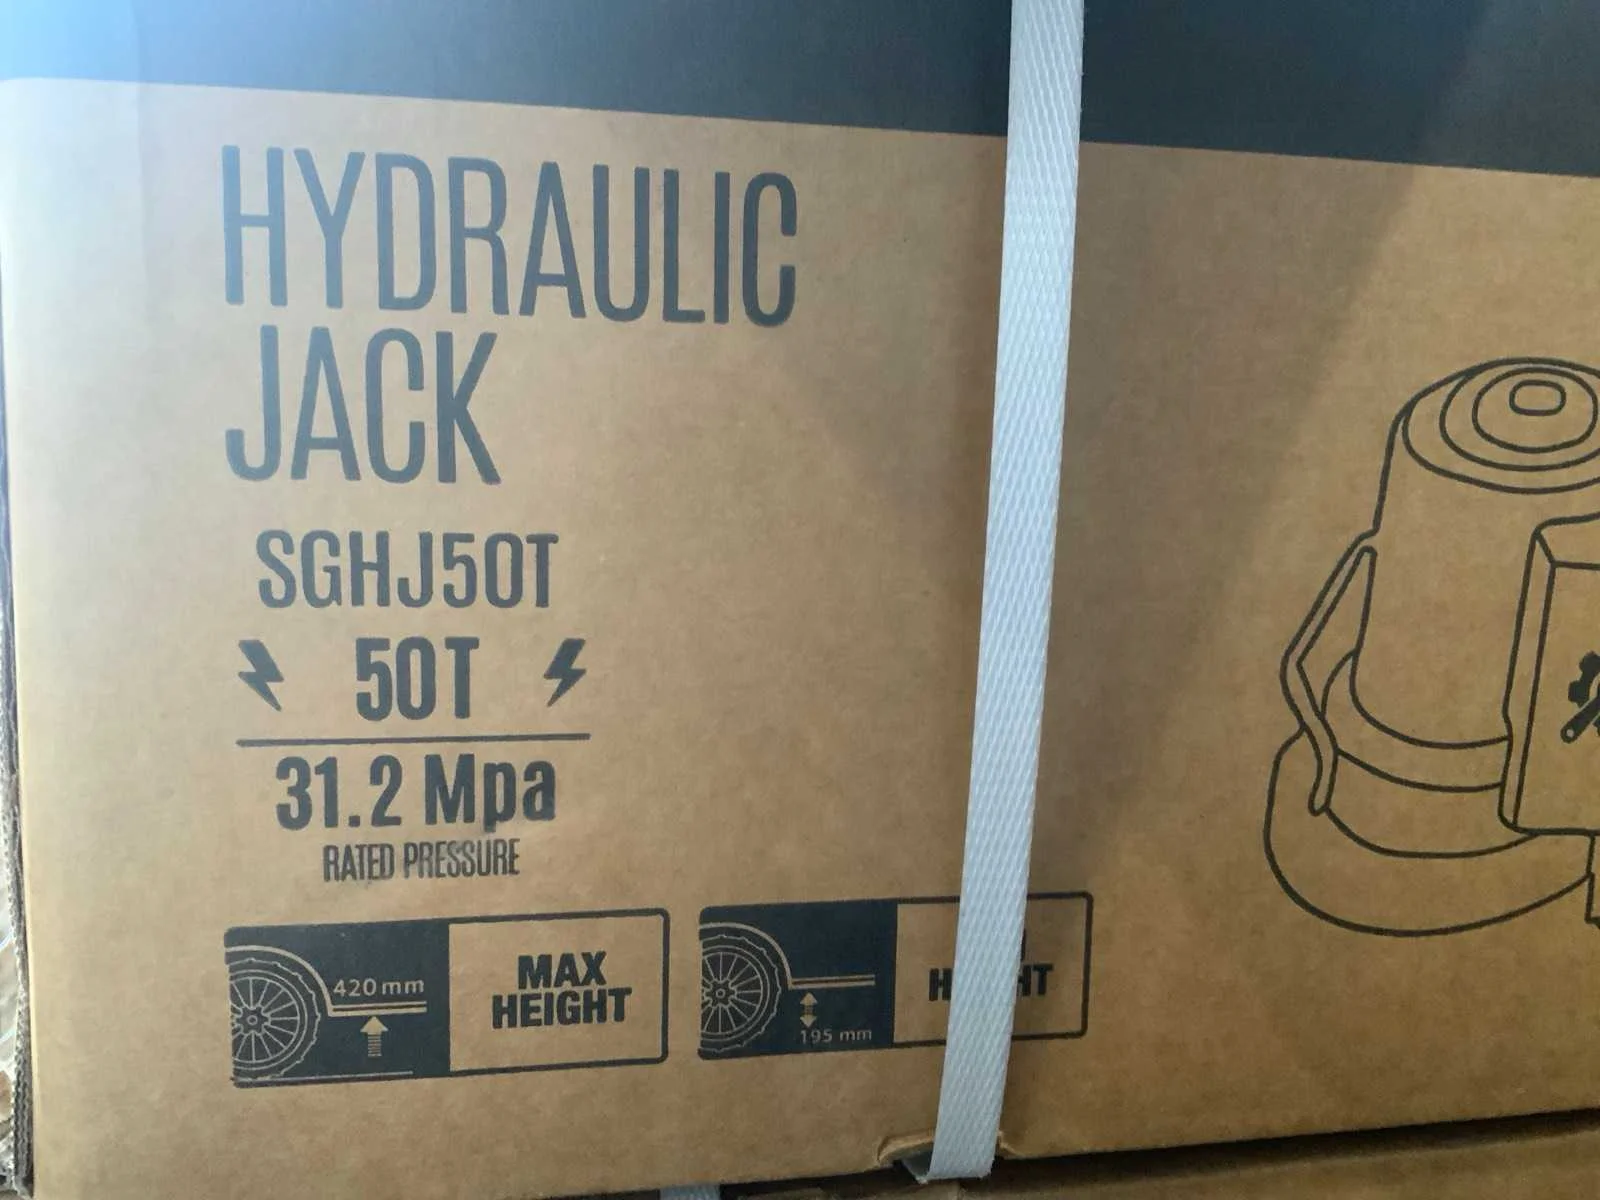 HYDRAULIC
JACK
SGHJ50T
50T
31.2 Mpa
RATED PRESSURE
420 mm
MAX
HEIGHT
195 mm